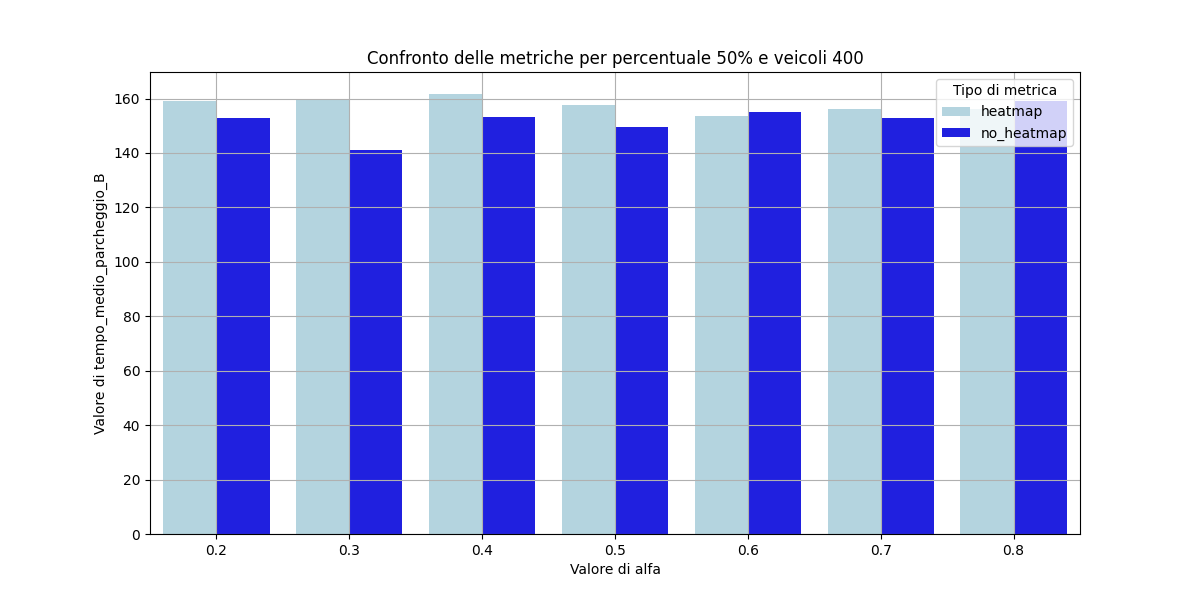 Confronto delle metriche per percentuale 50% e veicoli 400
Valore di tempo_medio_parcheggio_B
160
140
120
100
80
60
40
20
0
Tipo di metrica
heatmap
no_heatmap
0.2 0.3 0.4 0.5 0.6 0.7 0.8
Valore di alfa